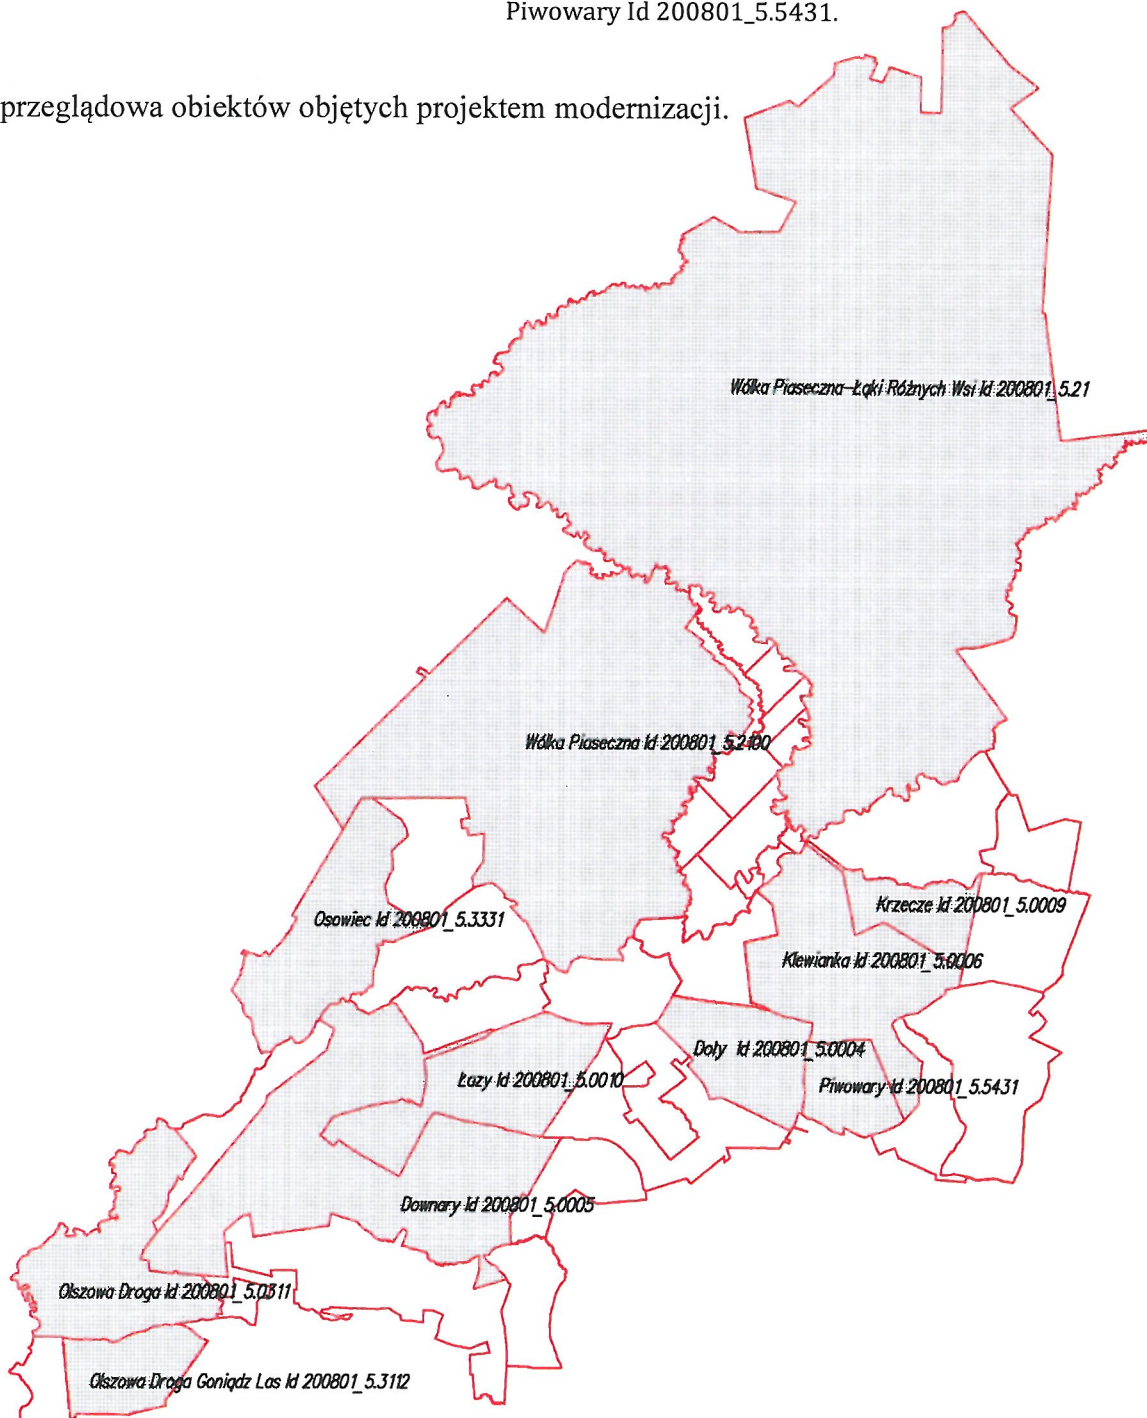 Piwowary Id 200801_5.5431.
przeglądowa obiektów objętych projektem modernizacji.
Wólka Piaseczna-Łąki Różnych Wsi Id 200801_5.21
Wólka Piaseczna Id 200801_5.2100
Krzecze Id 200801_5.0009
Osowiec Id 200801_5.3331
Klewianka Id 200801_5.0006
Doły Id 200801_5.0004
Łazy Id 200801_5.0010
Piwowary Id 200801_5.5431
Downary Id 200801_5.0005
Olszowa Droga Id 200801_5.0311
Olszowa Droga Goniądz Las Id 200801_5.3112